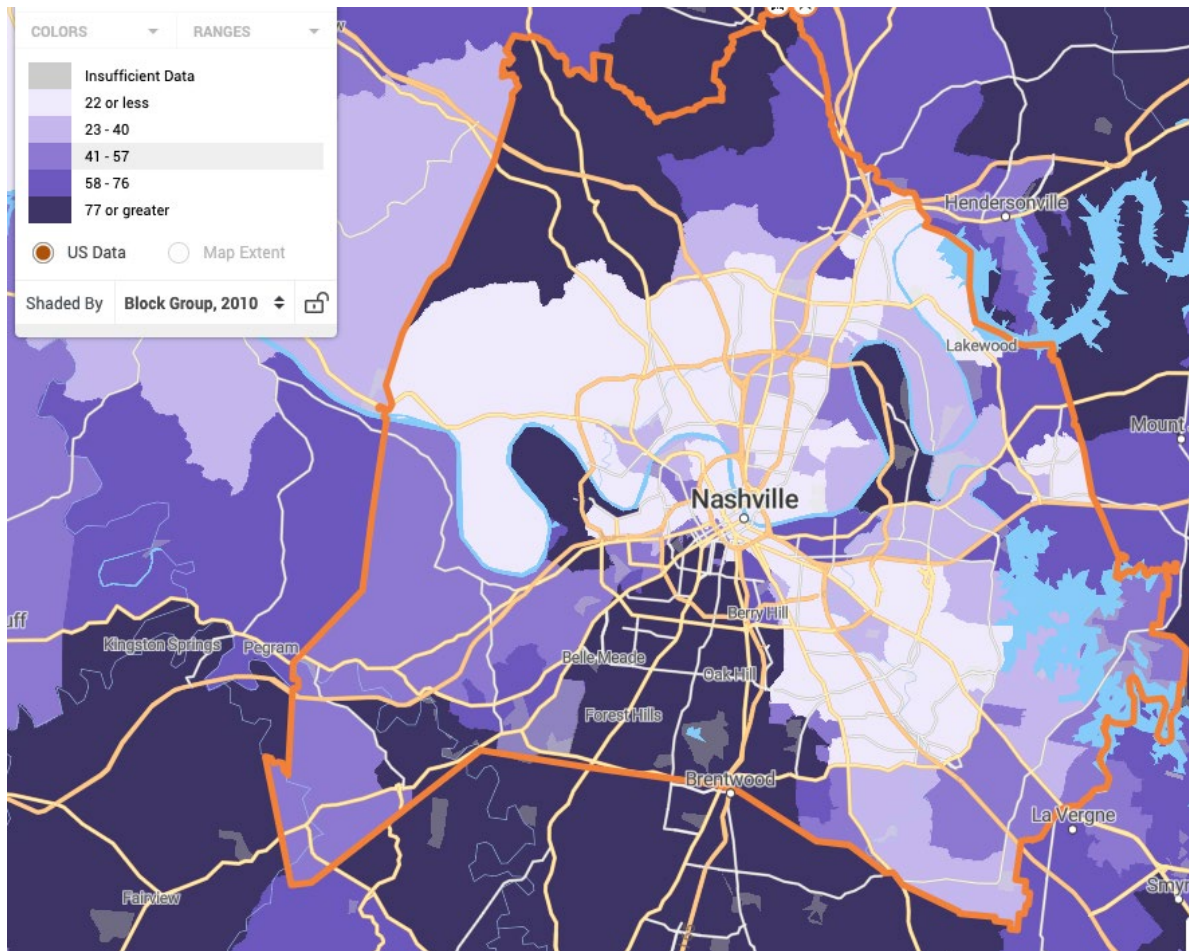 COLORS RANGES
Insufficient Data
22 or less
23 - 40
41 - 57
58 - 76
77 or greater
US Data Map Extent
Shaded By Block Group, 2010
Hendersonville
Lakewood
Mount
Nashville
Berry Hill
uff
Kingston Springs
Pegram
Belle Meade
Oak Hill
Forest Hills
Brentwood
La Vergne
Fairview
Smyr